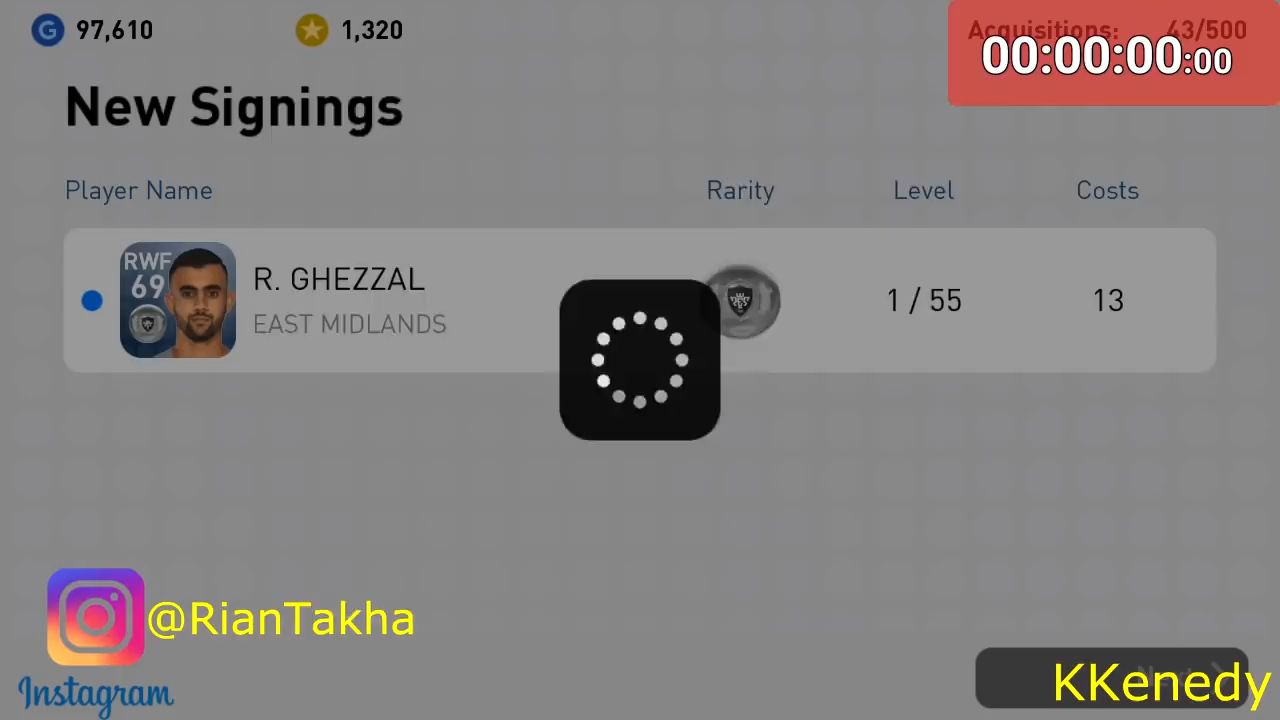 G 97,610
1,320
Acquisitions: 43/500
00:00:00:00
New Signings
Player Name
Rarity
Level
Costs
RWF
69
R. GHEZZAL
EAST MIDLANDS
1 / 55
13
@RianTakha
Instagram
Next
KKenedy